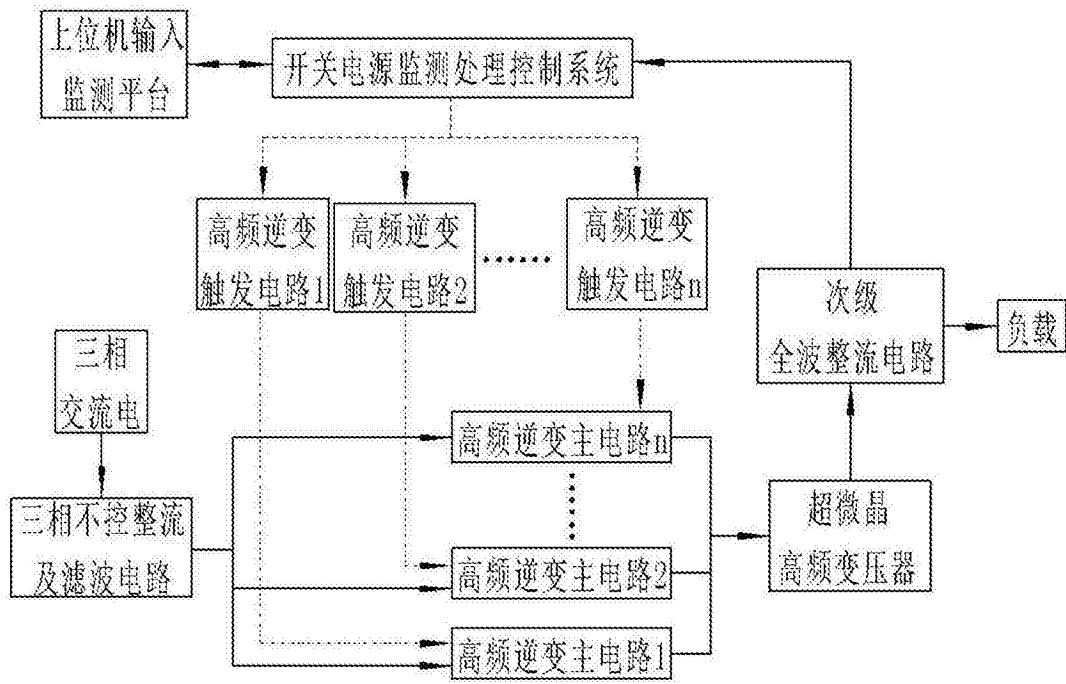 上位机输入
监测平台
开关电源监测处理控制系统
高频逆变
触发电路1
高频逆变
触发电路2
······
高频逆变
触发电路n
次级
全波整流电路
负载
三相
交流电
三相不控整流
及滤波电路
高频逆变主电路n
高频逆变主电路2
高频逆变主电路1
超微晶
高频变压器